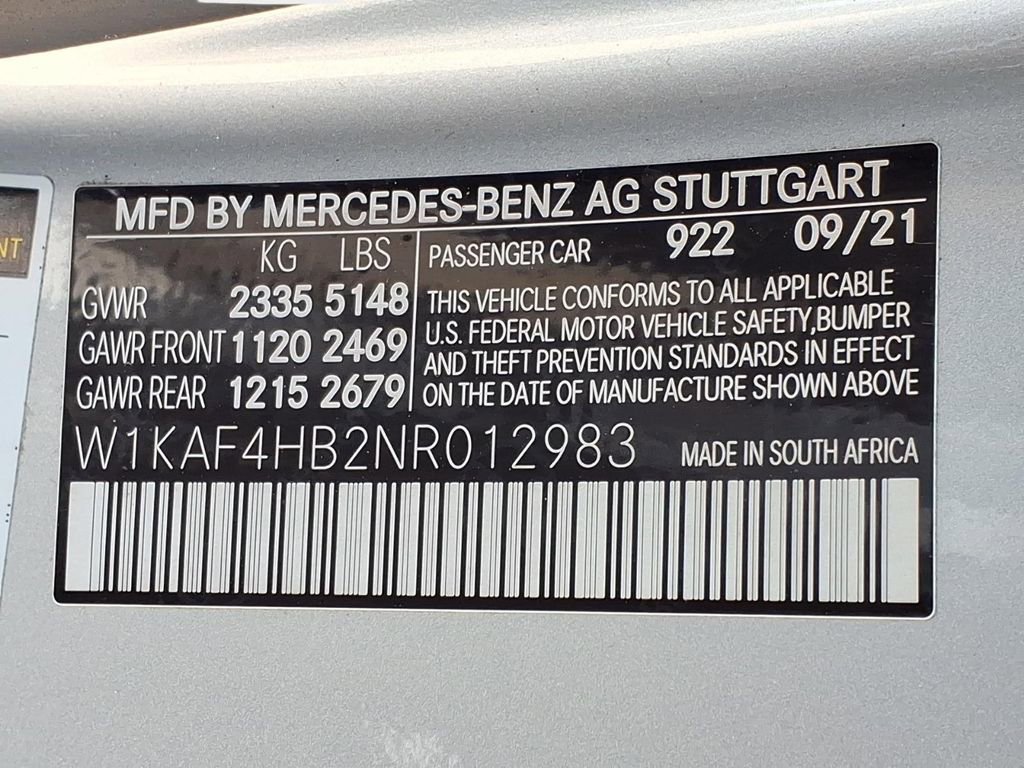 MFD BY MERCEDES-BENZ AG STUTTGART
KG LBS
GVWR 2335 5148
GAWR FRONT 1120 2469
GAWR REAR 1215 2679
PASSENGER CAR 922 09/21
THIS VEHICLE CONFORMS TO ALL APPLICABLE
U.S. FEDERAL MOTOR VEHICLE SAFETY,BUMPER
AND THEFT PREVENTION STANDARDS IN EFFECT
ON THE DATE OF MANUFACTURE SHOWN ABOVE
W1KAF4HB2NR012983 MADE IN SOUTH AFRICA